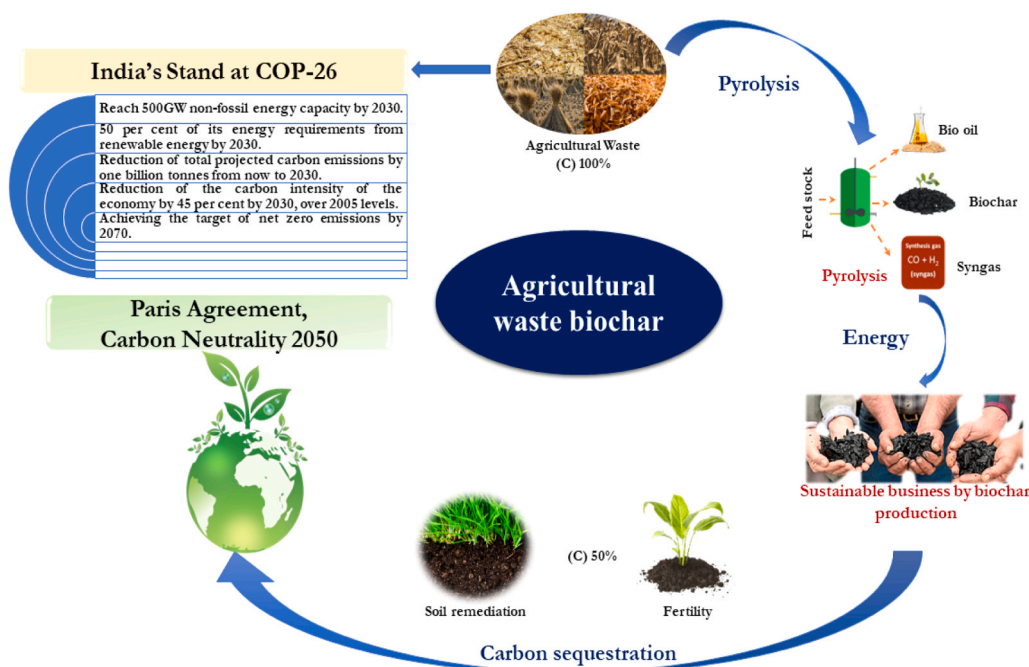 India's Stand at COP-26
Reach 500GW non-fossil energy capacity by 2030.
50 per cent of its energy requirements from
renewable energy by 2030.
Reduction of total projected carbon emissions by
one billion tonnes from now to 2030.
Reduction of the carbon intensity of the
economy by 45 per cent by 2030, over 2005 levels.
Achieving the target of net zero emissions by
2070.
Paris Agreement,
Carbon Neutrality 2050
Agricultural Waste
(C) 100%
Pyrolysis
Feed stock
Bio oil
Biochar
Synthesis gas
CO + H₂
(syngas)
Syngas
Pyrolysis
Energy
Agricultural
waste biochar
Sustainable business by biochar
production
(C) 50%
Soil remediation
Fertility
Carbon sequestration